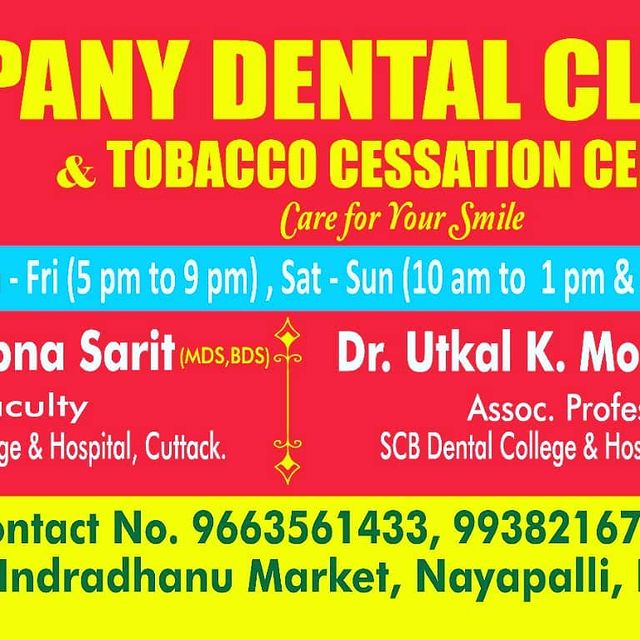 PANY DENTAL CL
& TOBACCO CESSATION CE
Care for Your Smile
- Fri (5 pm to 9 pm) , Sat - Sun (10 am to 1 pm &
ona Sarit (MDS,BDS)
aculty
ge & Hospital, Cuttack.
Dr. Utkal K. Mo
Assoc. Profes
SCB Dental College & Hos
ontact No. 9663561433, 99382167
Indradhanu Market, Nayapalli,